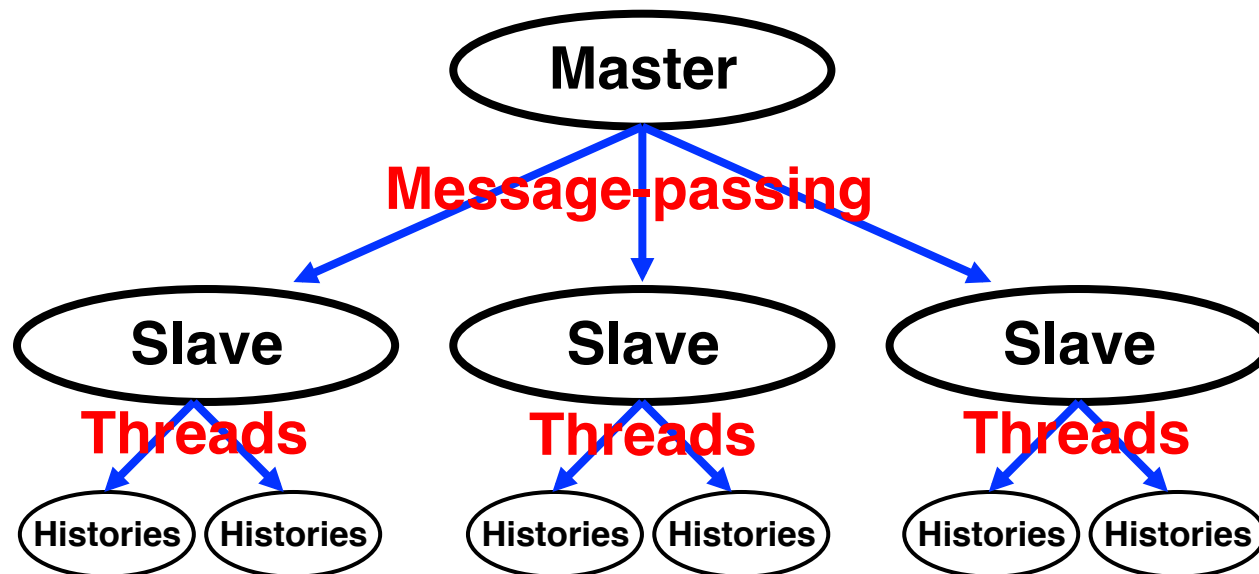 Master
Message-passing
Slave Slave Slave
Threads Threads Threads
Histories Histories Histories Histories Histories Histories